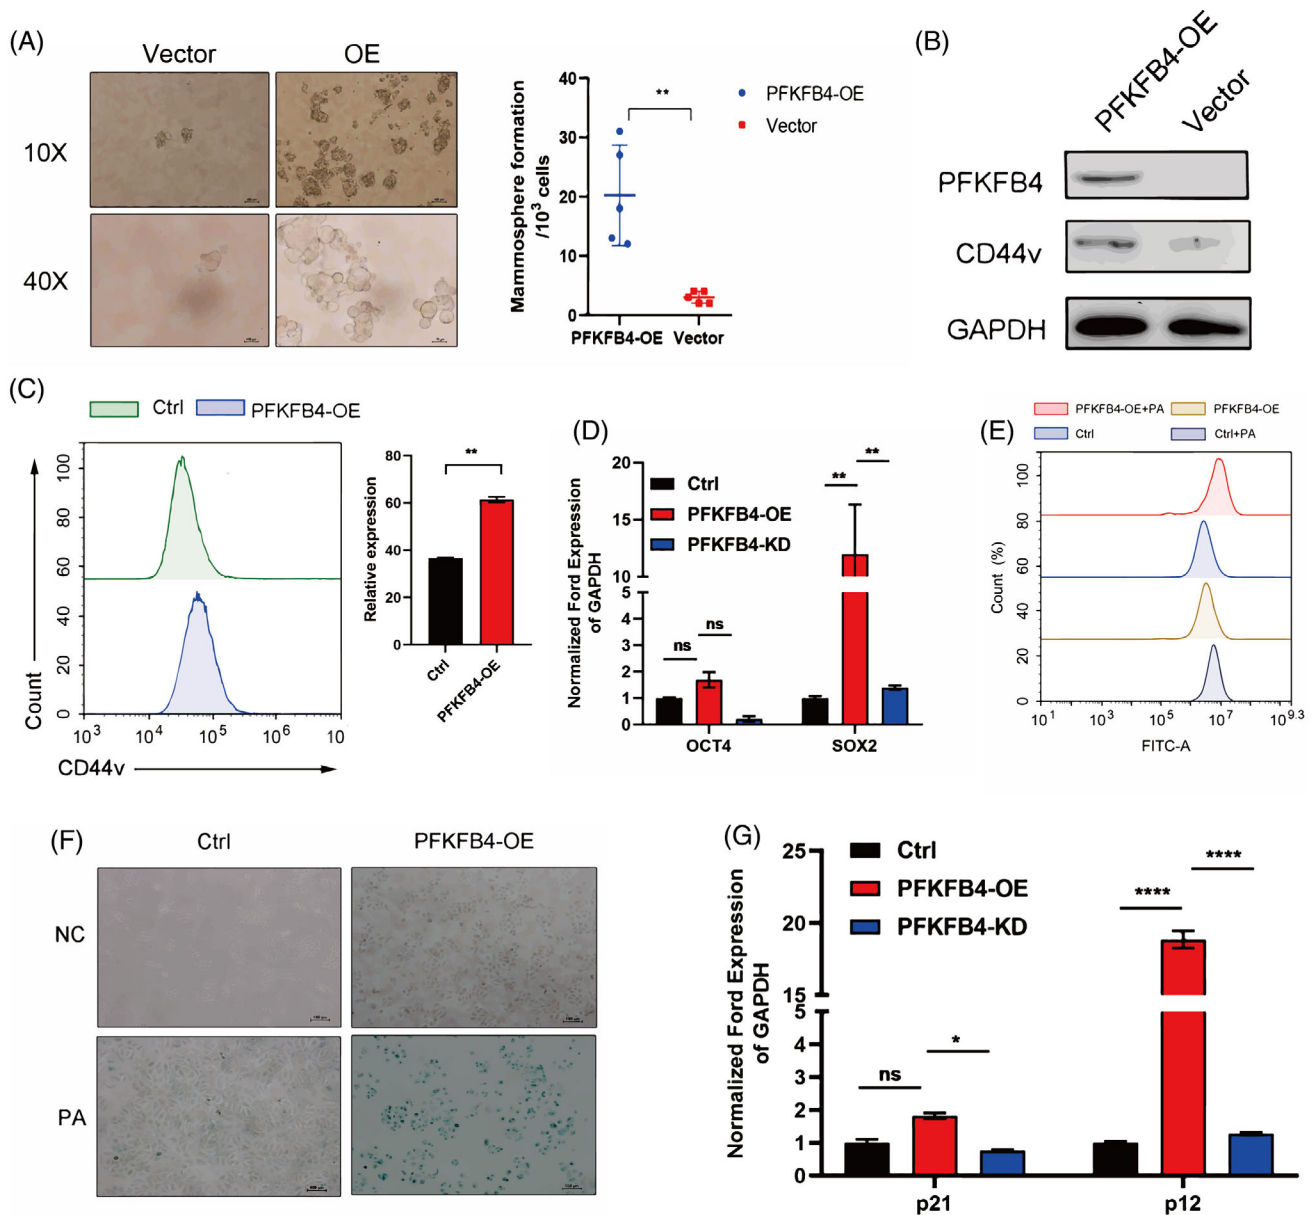 (A)
Vector
OE
10X
40X
Mammosphere formation
/10³ cells
40
30
20
10
0
**
PFKFB4-OE
Vector
PFKFB4-OE Vector
(B)
PFKFB4-OE
Vector
PFKFB4
CD44v
GAPDH
(C)
Ctrl
PFKFB4-OE
Count
100
80
60
40
20
0
10³ 10⁴ 10⁵ 10⁶ 10
CD44v
Relative expression
80
60
40
20
0
**
Ctrl
PFKFB4-OE
(D)
Normalized Ford Expression
of GAPDH
20
15
10
5
4
3
2
1
0
Ctrl
PFKFB4-OE
PFKFB4-KD
ns
ns
**
**
OCT4
SOX2
(E)
PFKFB4-OE+PA
PFKFB4-OE
Ctrl
Ctrl+PA
Count (%)
100
80
60
40
20
0
10¹ 10³ 10⁵ 10⁷ 10⁹·³
FITC-A
(F)
Ctrl
PFKFB4-OE
NC
PA
(G)
Normalized Ford Expression
of GAPDH
25
20
15
5
4
3
2
1
0
Ctrl
PFKFB4-OE
PFKFB4-KD
ns
*
****
****
p21
p12